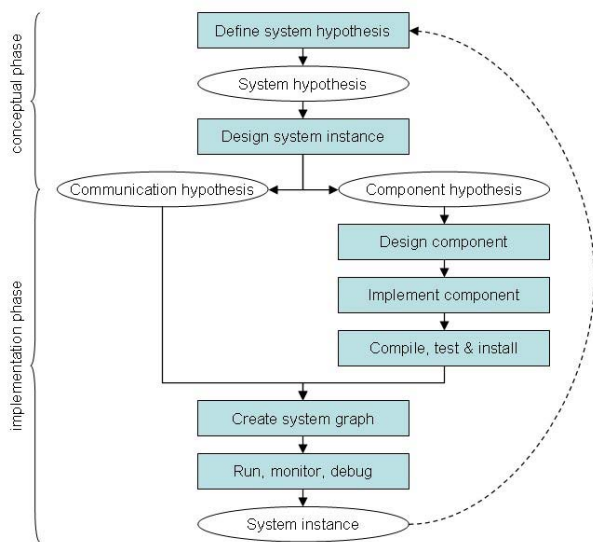 Define system hypothesis
System hypothesis
Design system instance
Communication hypothesis
Component hypothesis
Design component
Implement component
Compile, test & install
Create system graph
Run, monitor, debug
System instance
conceptual phase
implementation phase